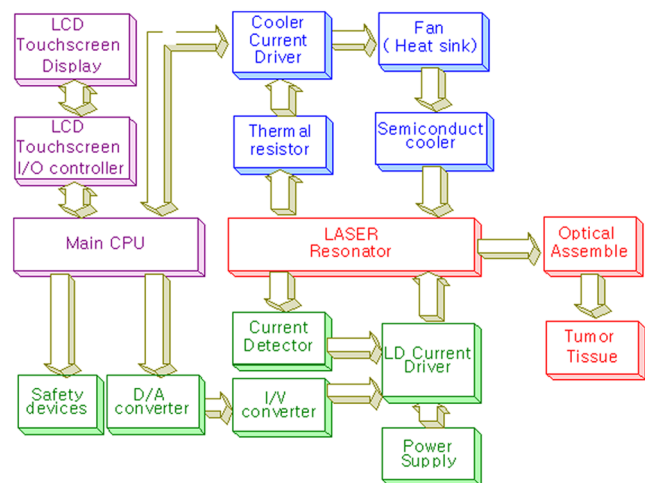 LCD
Touchscreen
Display
Cooler
Current
Driver
Fan
( Heat sink)
LCD
Touchscreen
I/O controller
Thermal
resistor
Semiconduct
cooler
Main CPU
LASER
Resonator
Optical
Assemble
Current
Detector
LD Current
Driver
Tumor
Tissue
Safety
devices
D/A
converter
I/V
converter
Power
Supply